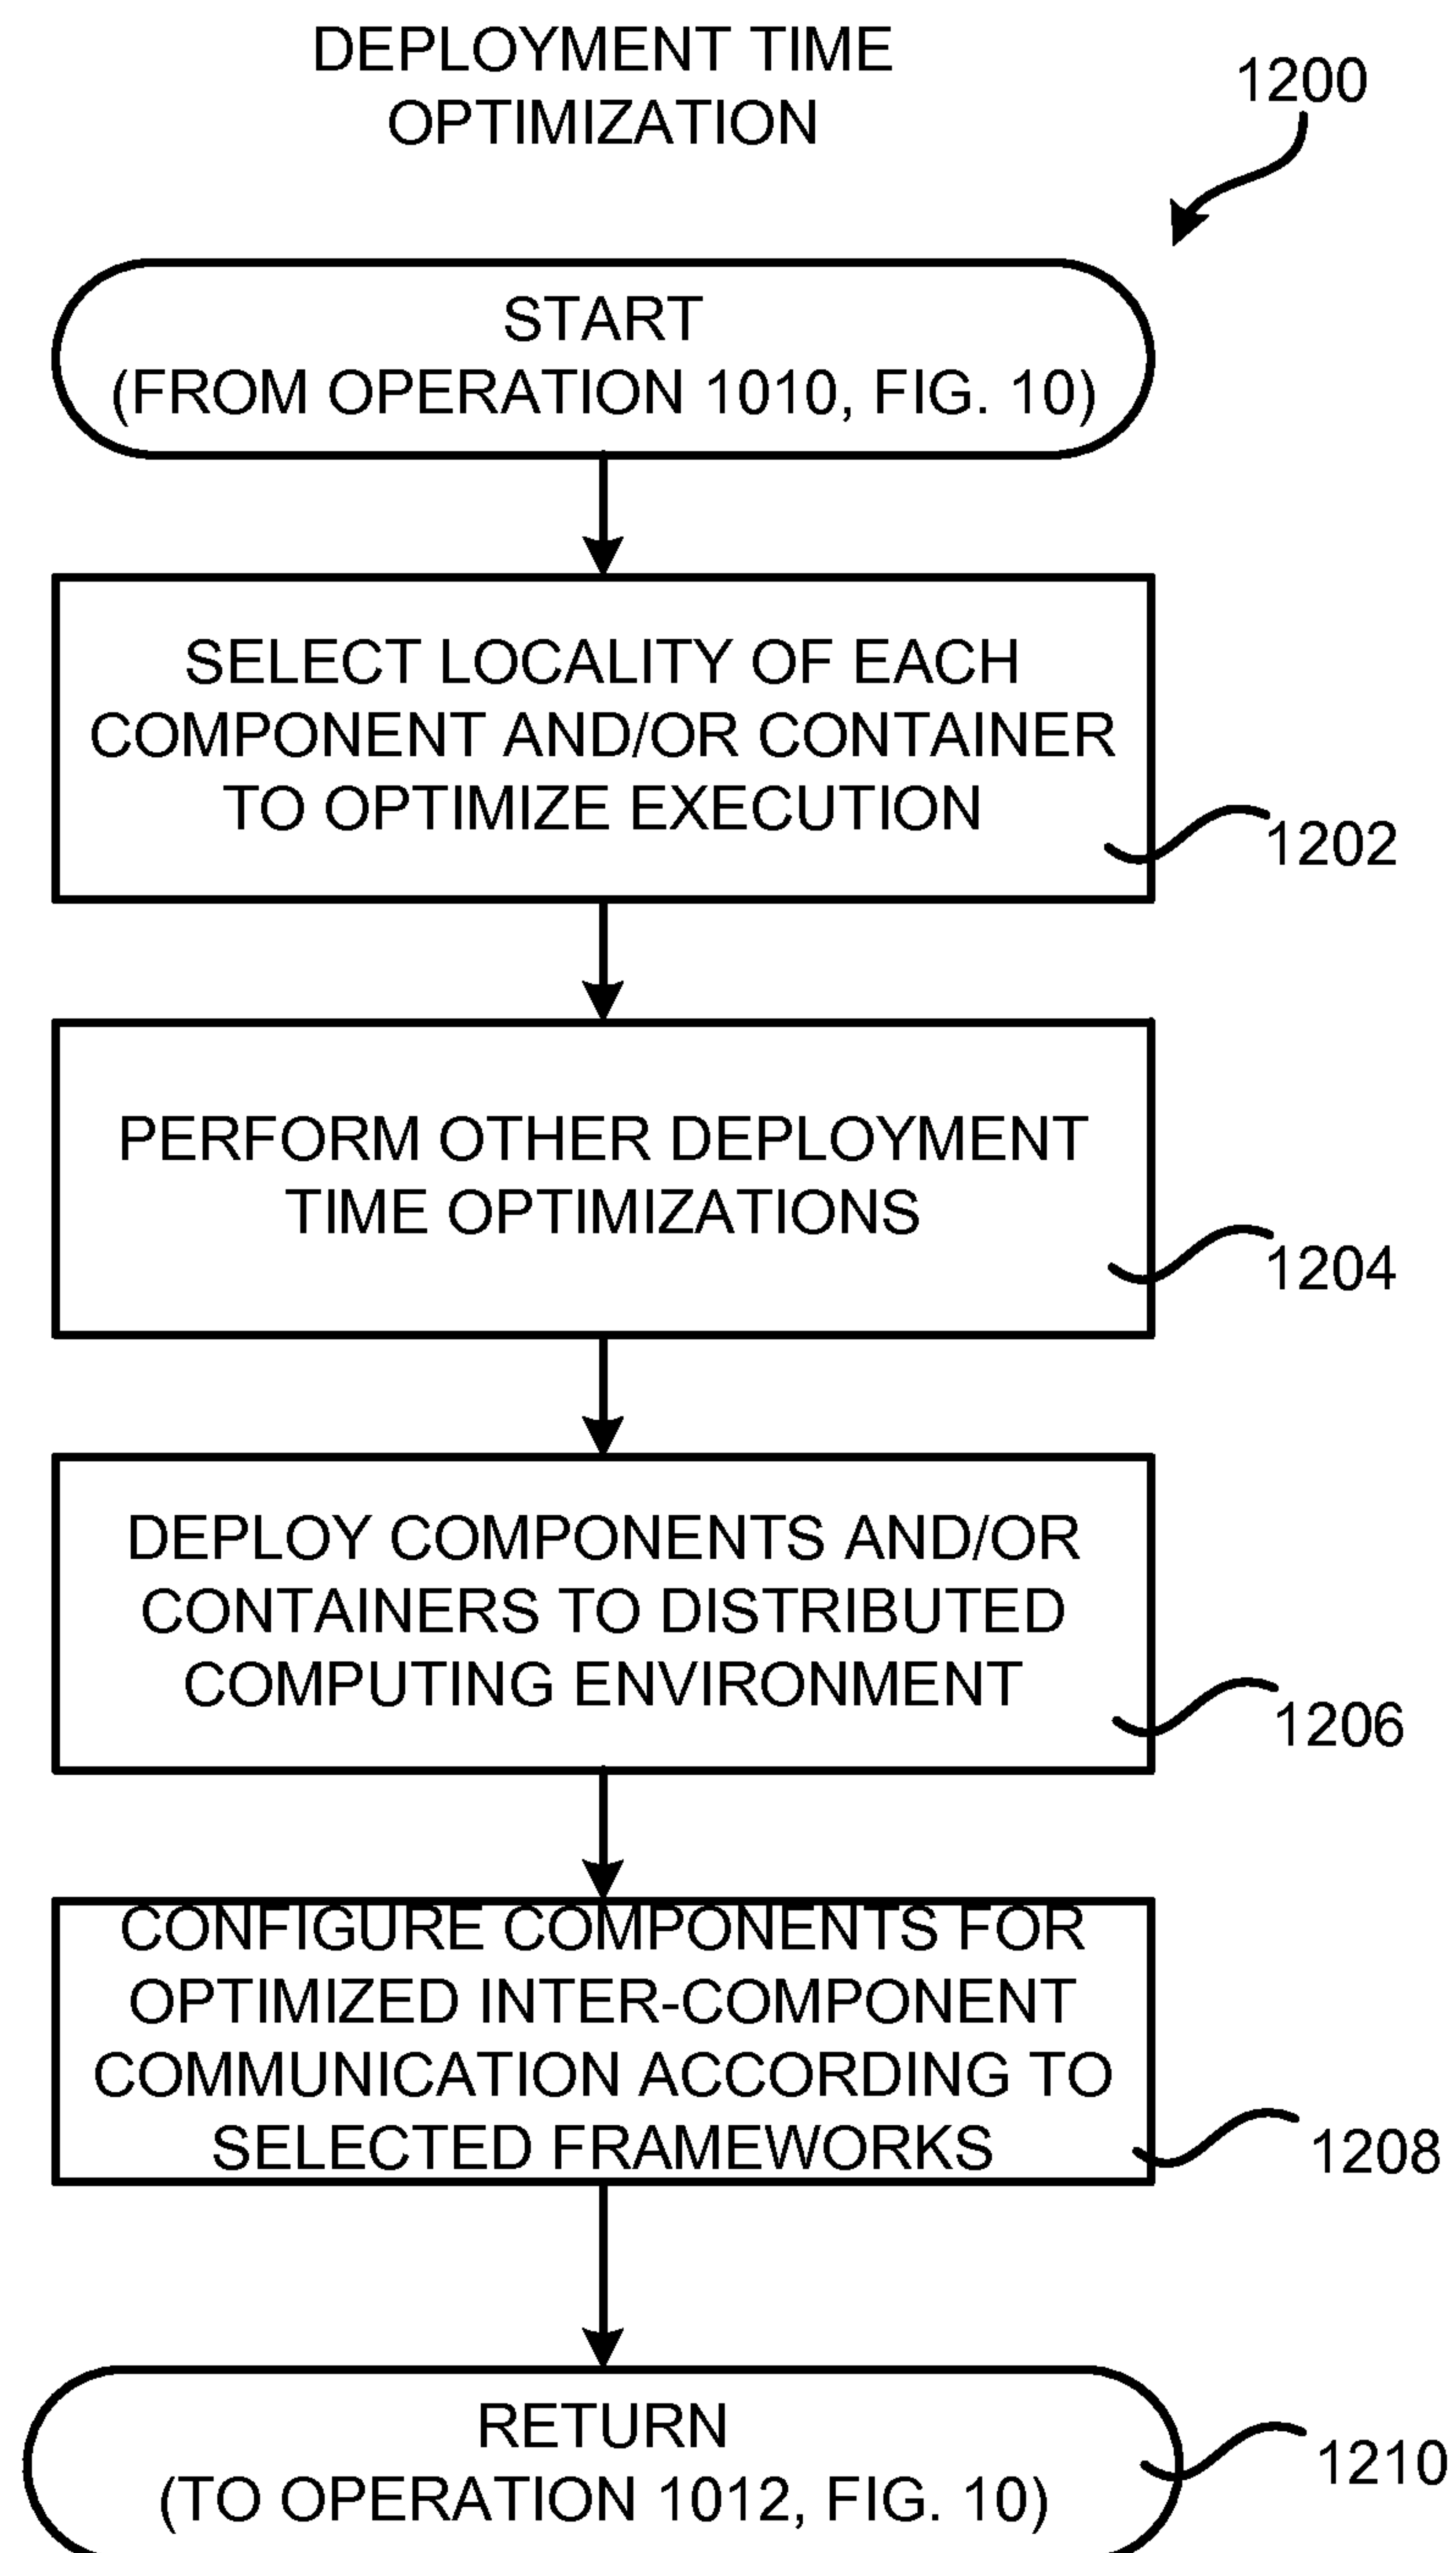 DEPLOYMENT TIME
OPTIMIZATION
1200
START
(FROM OPERATION 1010, FIG. 10)
SELECT LOCALITY OF EACH
COMPONENT AND/OR CONTAINER
TO OPTIMIZE EXECUTION
1202
PERFORM OTHER DEPLOYMENT
TIME OPTIMIZATIONS
1204
DEPLOY COMPONENTS AND/OR
CONTAINERS TO DISTRIBUTED
COMPUTING ENVIRONMENT
1206
CONFIGURE COMPONENTS FOR
OPTIMIZED INTER-COMPONENT
COMMUNICATION ACCORDING TO
SELECTED FRAMEWORKS
1208
RETURN
(TO OPERATION 1012, FIG. 10)
1210